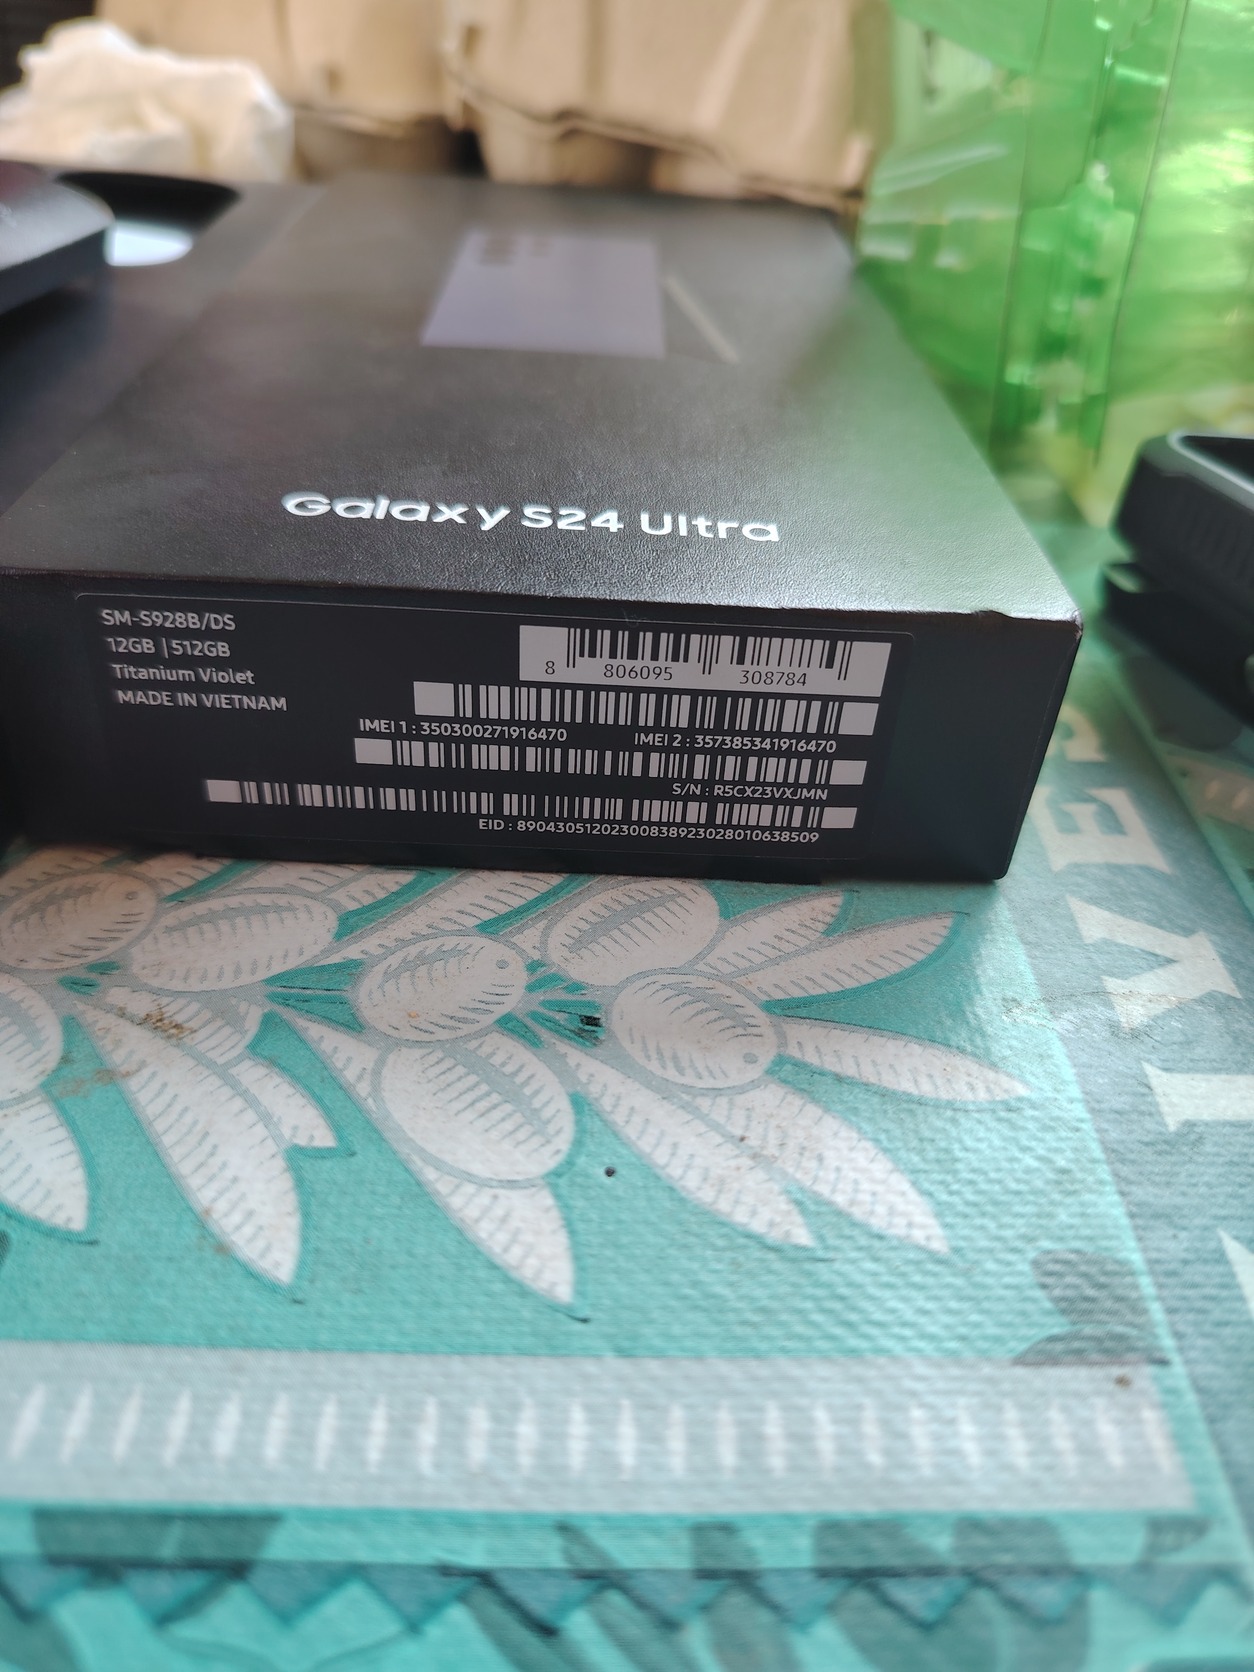 Galaxy S24 Ultra
SM-S928B/DS
12GB | 512GB
Titanium Violet
MADE IN VIETNAM
8 806095 308784
IMEI 1 : 350300271916470 IMEI 2 : 357385341916470
S/N : R5CX23VXJMN
EID : 89043051202300838923028010638509